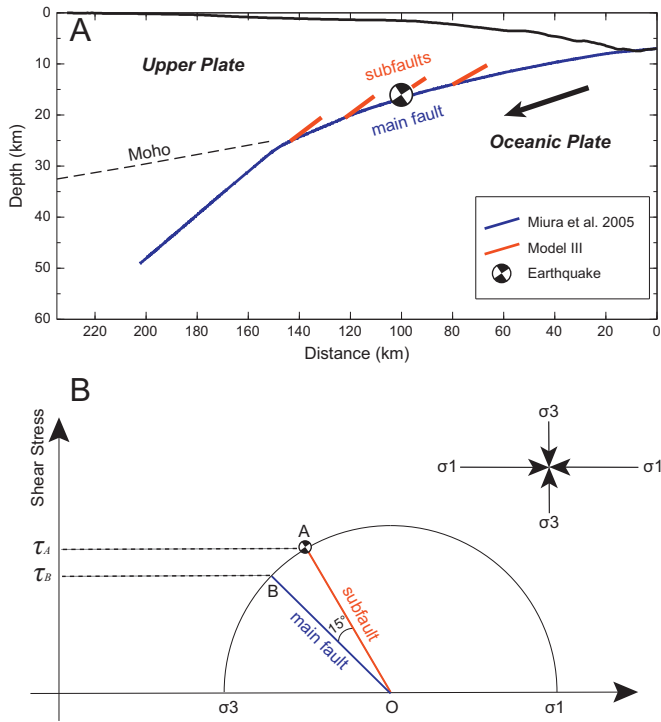 A
Upper Plate
subfaults
main fault
Oceanic Plate
Moho
Miura et al. 2005
Model III
Earthquake
Depth (km)
0
10
20
30
40
50
60
220 200 180 160 140 120 100 80 60 40 20 0
Distance (km)
B
Shear Stress
σ3
σ1 σ1
σ3
A
τA
τB
B
15°
subfault
main fault
σ3 O σ1